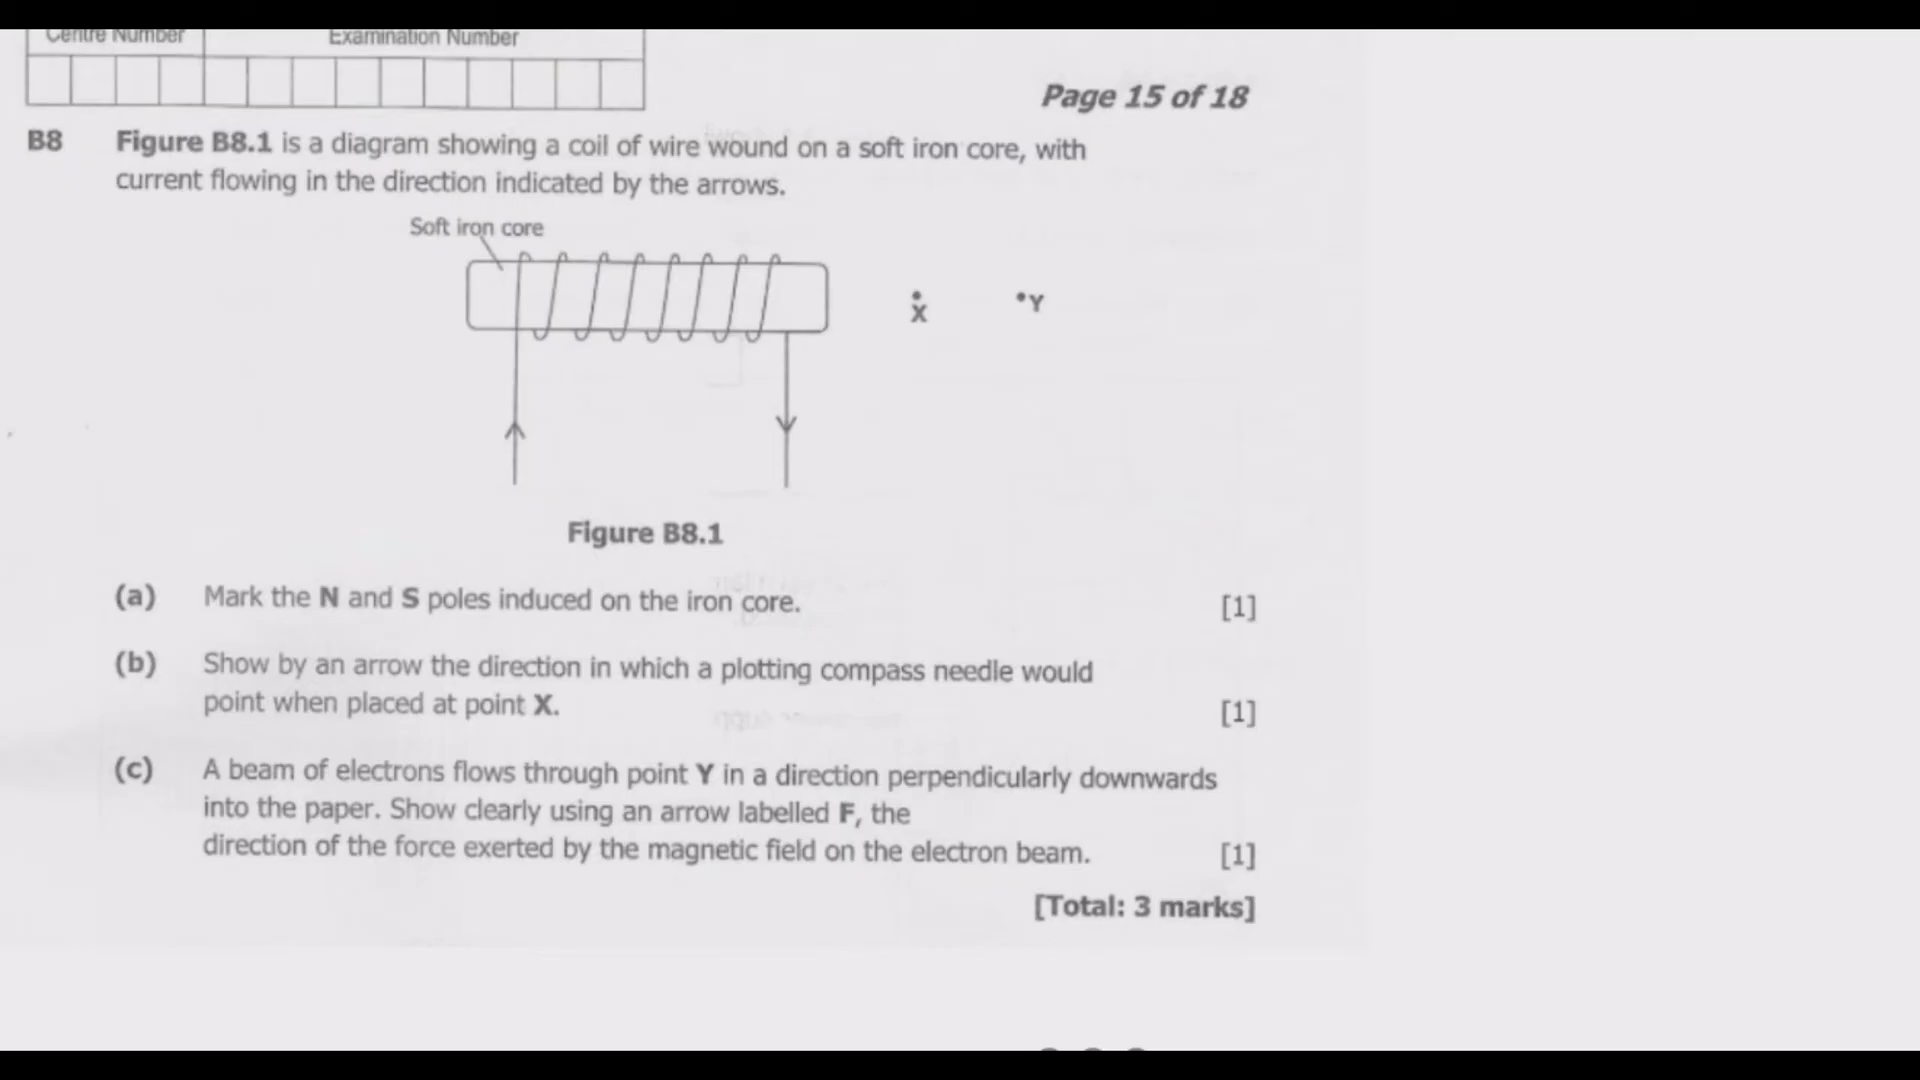 Centre Number Examination Number
Page 15 of 18
B8 Figure B8.1 is a diagram showing a coil of wire wound on a soft iron core, with
current flowing in the direction indicated by the arrows.
Soft iron core
X
Y
Figure B8.1
(a) Mark the N and S poles induced on the iron core. [1]
(b) Show by an arrow the direction in which a plotting compass needle would
point when placed at point X. [1]
(c) A beam of electrons flows through point Y in a direction perpendicularly downwards
into the paper. Show clearly using an arrow labelled F, the
direction of the force exerted by the magnetic field on the electron beam. [1]
[Total: 3 marks]